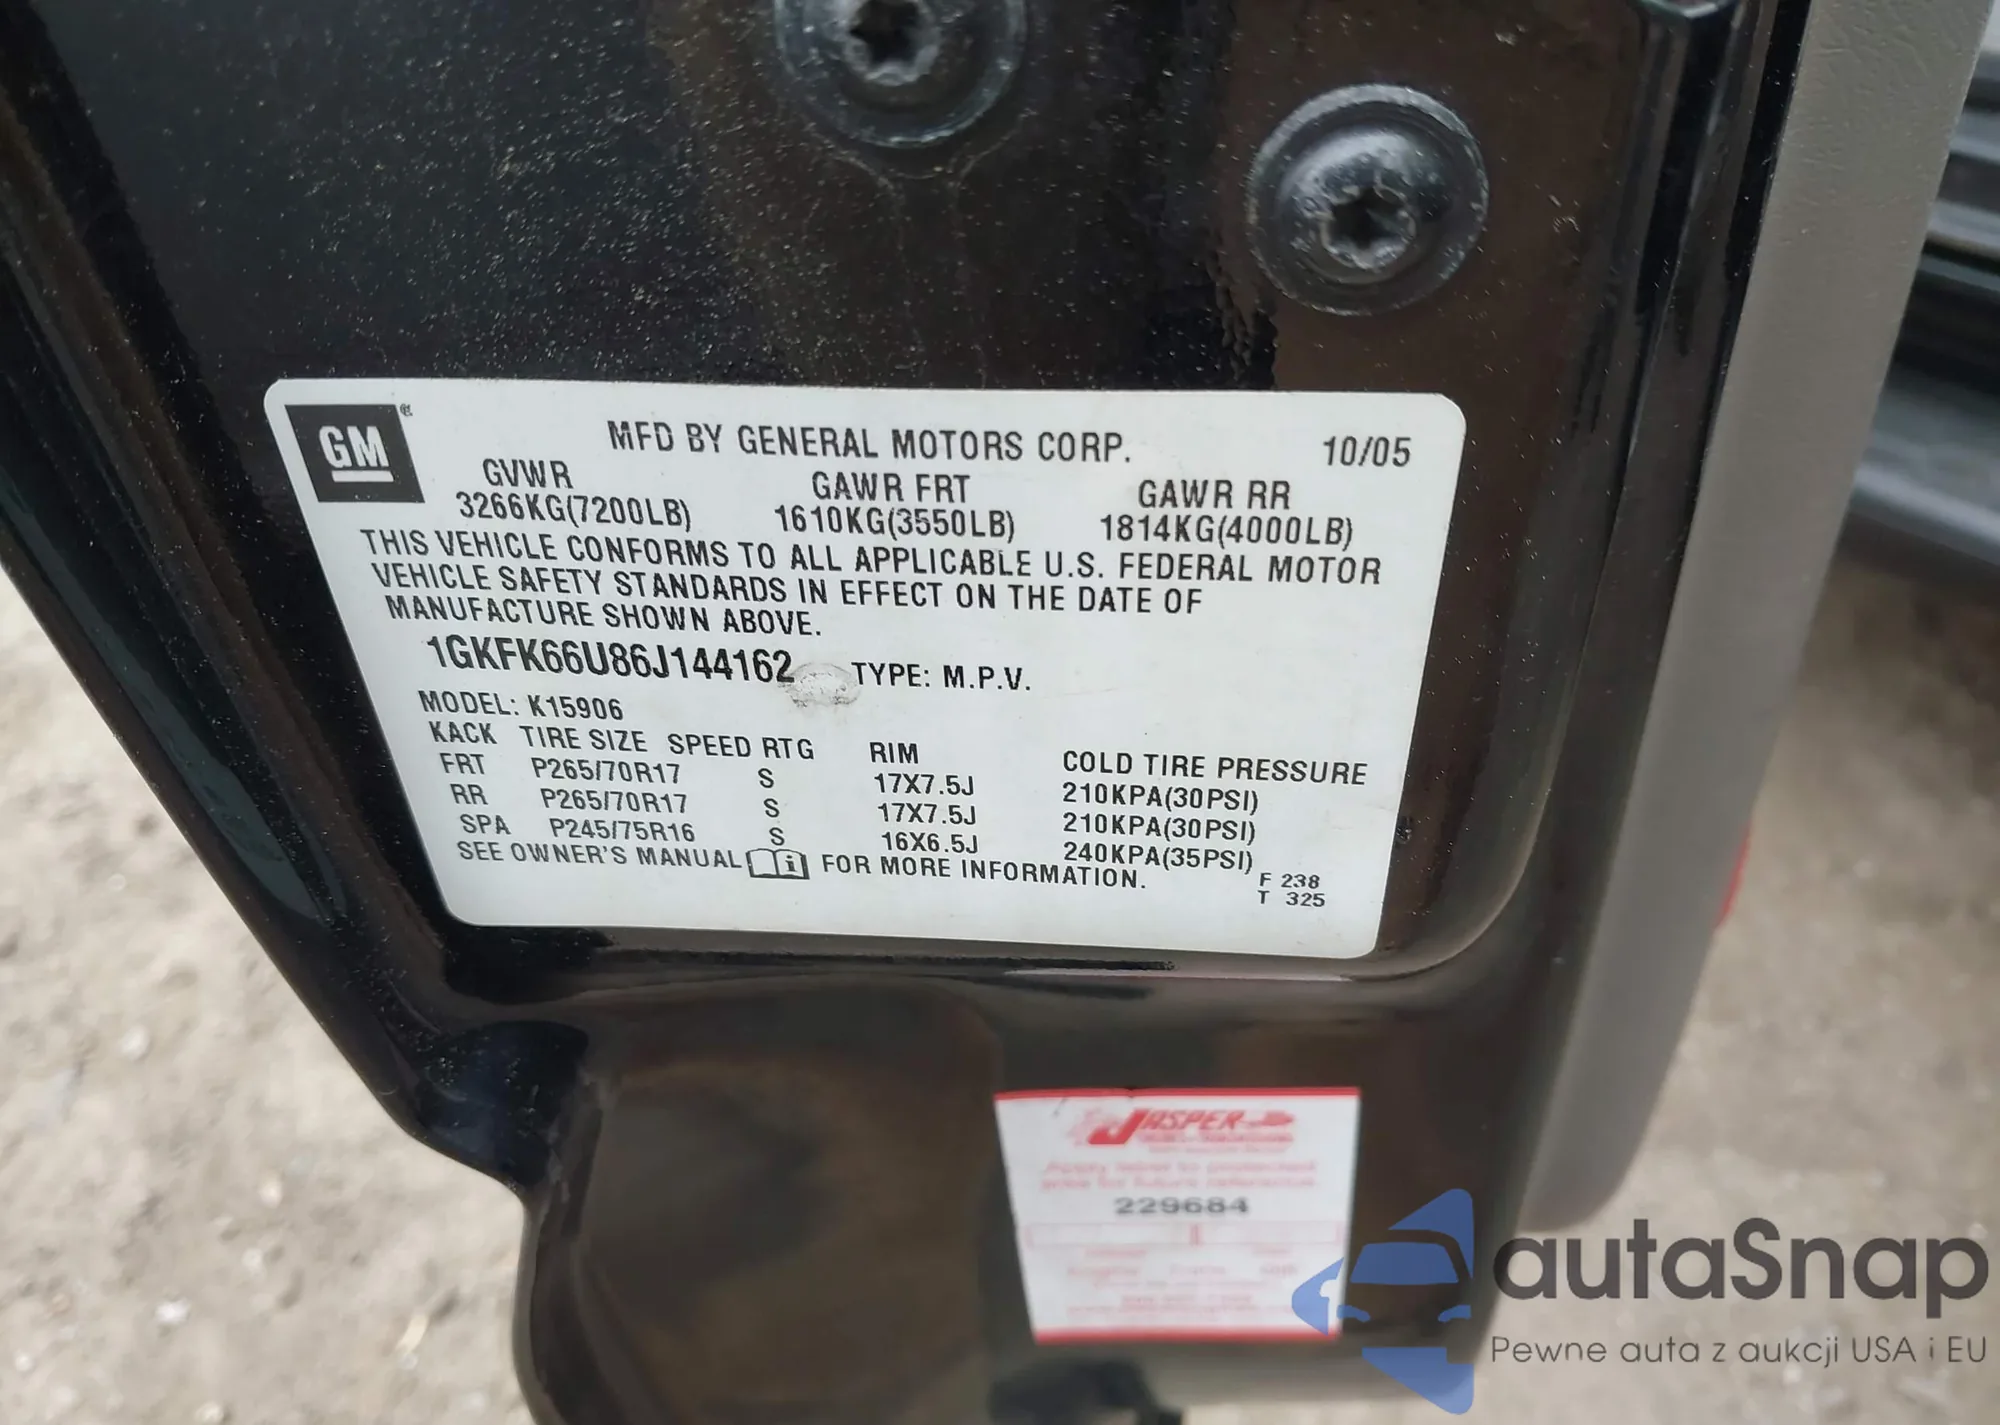 GM
MFD BY GENERAL MOTORS CORP. 10/05
GVWR GAWR FRT GAWR RR
3266KG(7200LB) 1610KG(3550LB) 1814KG(4000LB)
THIS VEHICLE CONFORMS TO ALL APPLICABLE U.S. FEDERAL MOTOR
VEHICLE SAFETY STANDARDS IN EFFECT ON THE DATE OF
MANUFACTURE SHOWN ABOVE.
1GKFK66U86J144162 TYPE: M.P.V.
MODEL: K15906
KACK TIRE SIZE SPEED RTG RIM COLD TIRE PRESSURE
FRT P265/70R17 S 17X7.5J 210KPA(30PSI)
RR P265/70R17 S 17X7.5J 210KPA(30PSI)
SPA P245/75R16 S 16X6.5J 240KPA(35PSI)
SEE OWNER'S MANUAL FOR MORE INFORMATION.
F 238
T 325
JASPER
229684
autaSnap
Pewne auta z aukcji USA i EU